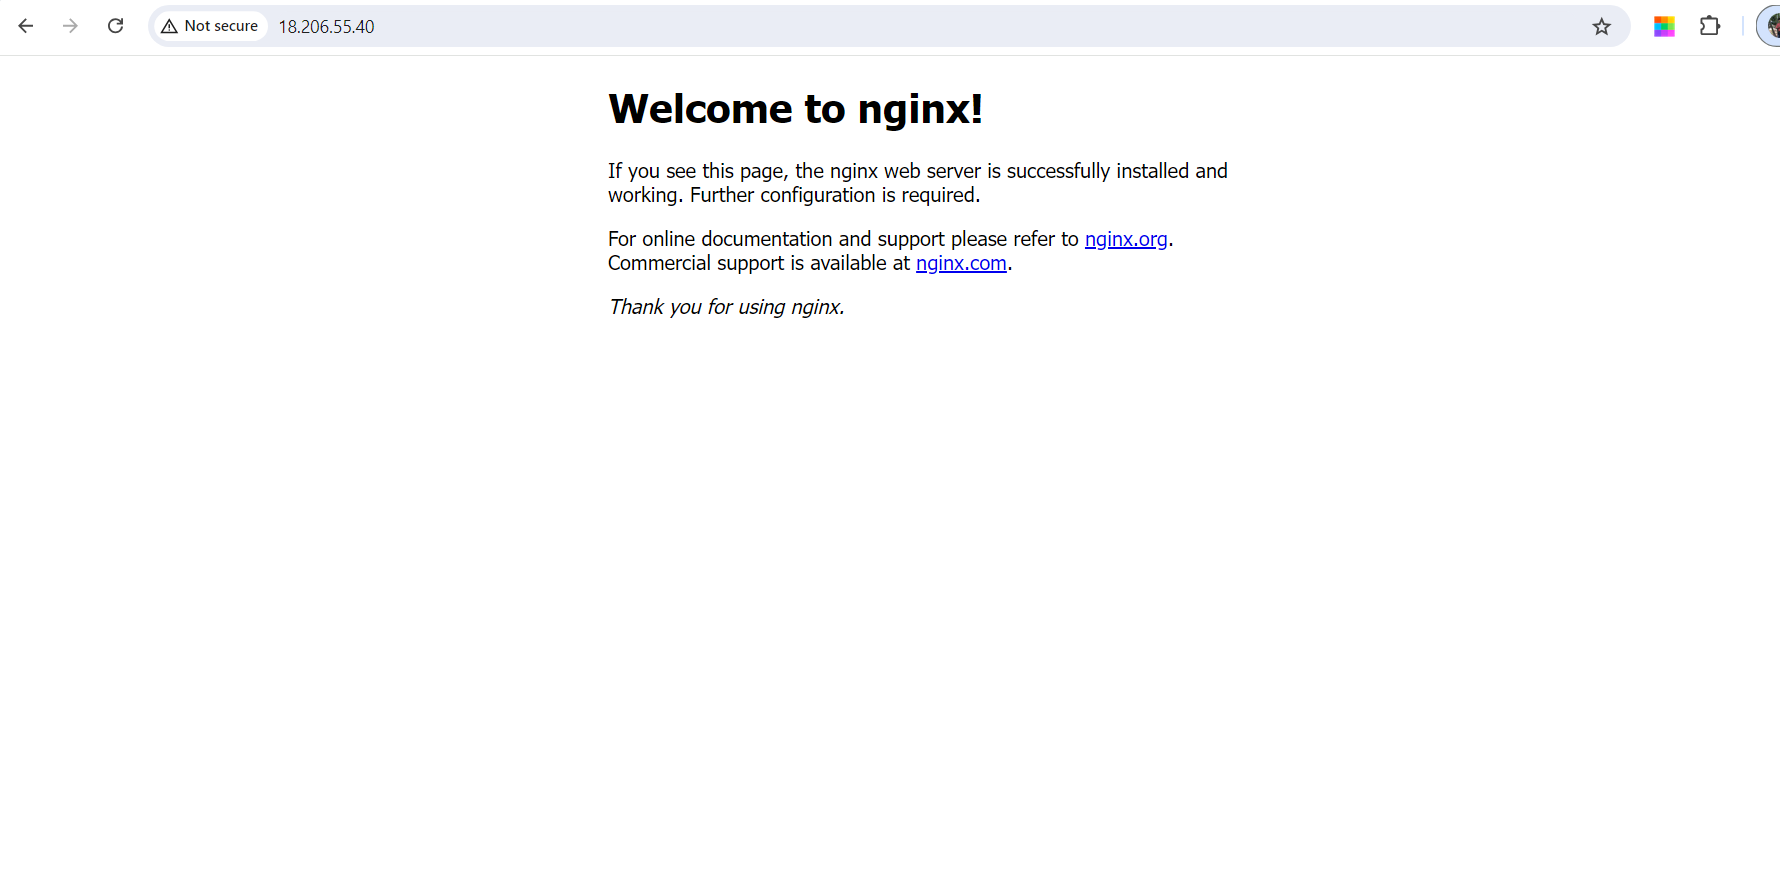 Not secure 18.206.55.40
Welcome to nginx!
If you see this page, the nginx web server is successfully installed and
working. Further configuration is required.
For online documentation and support please refer to nginx.org.
Commercial support is available at nginx.com.
Thank you for using nginx.